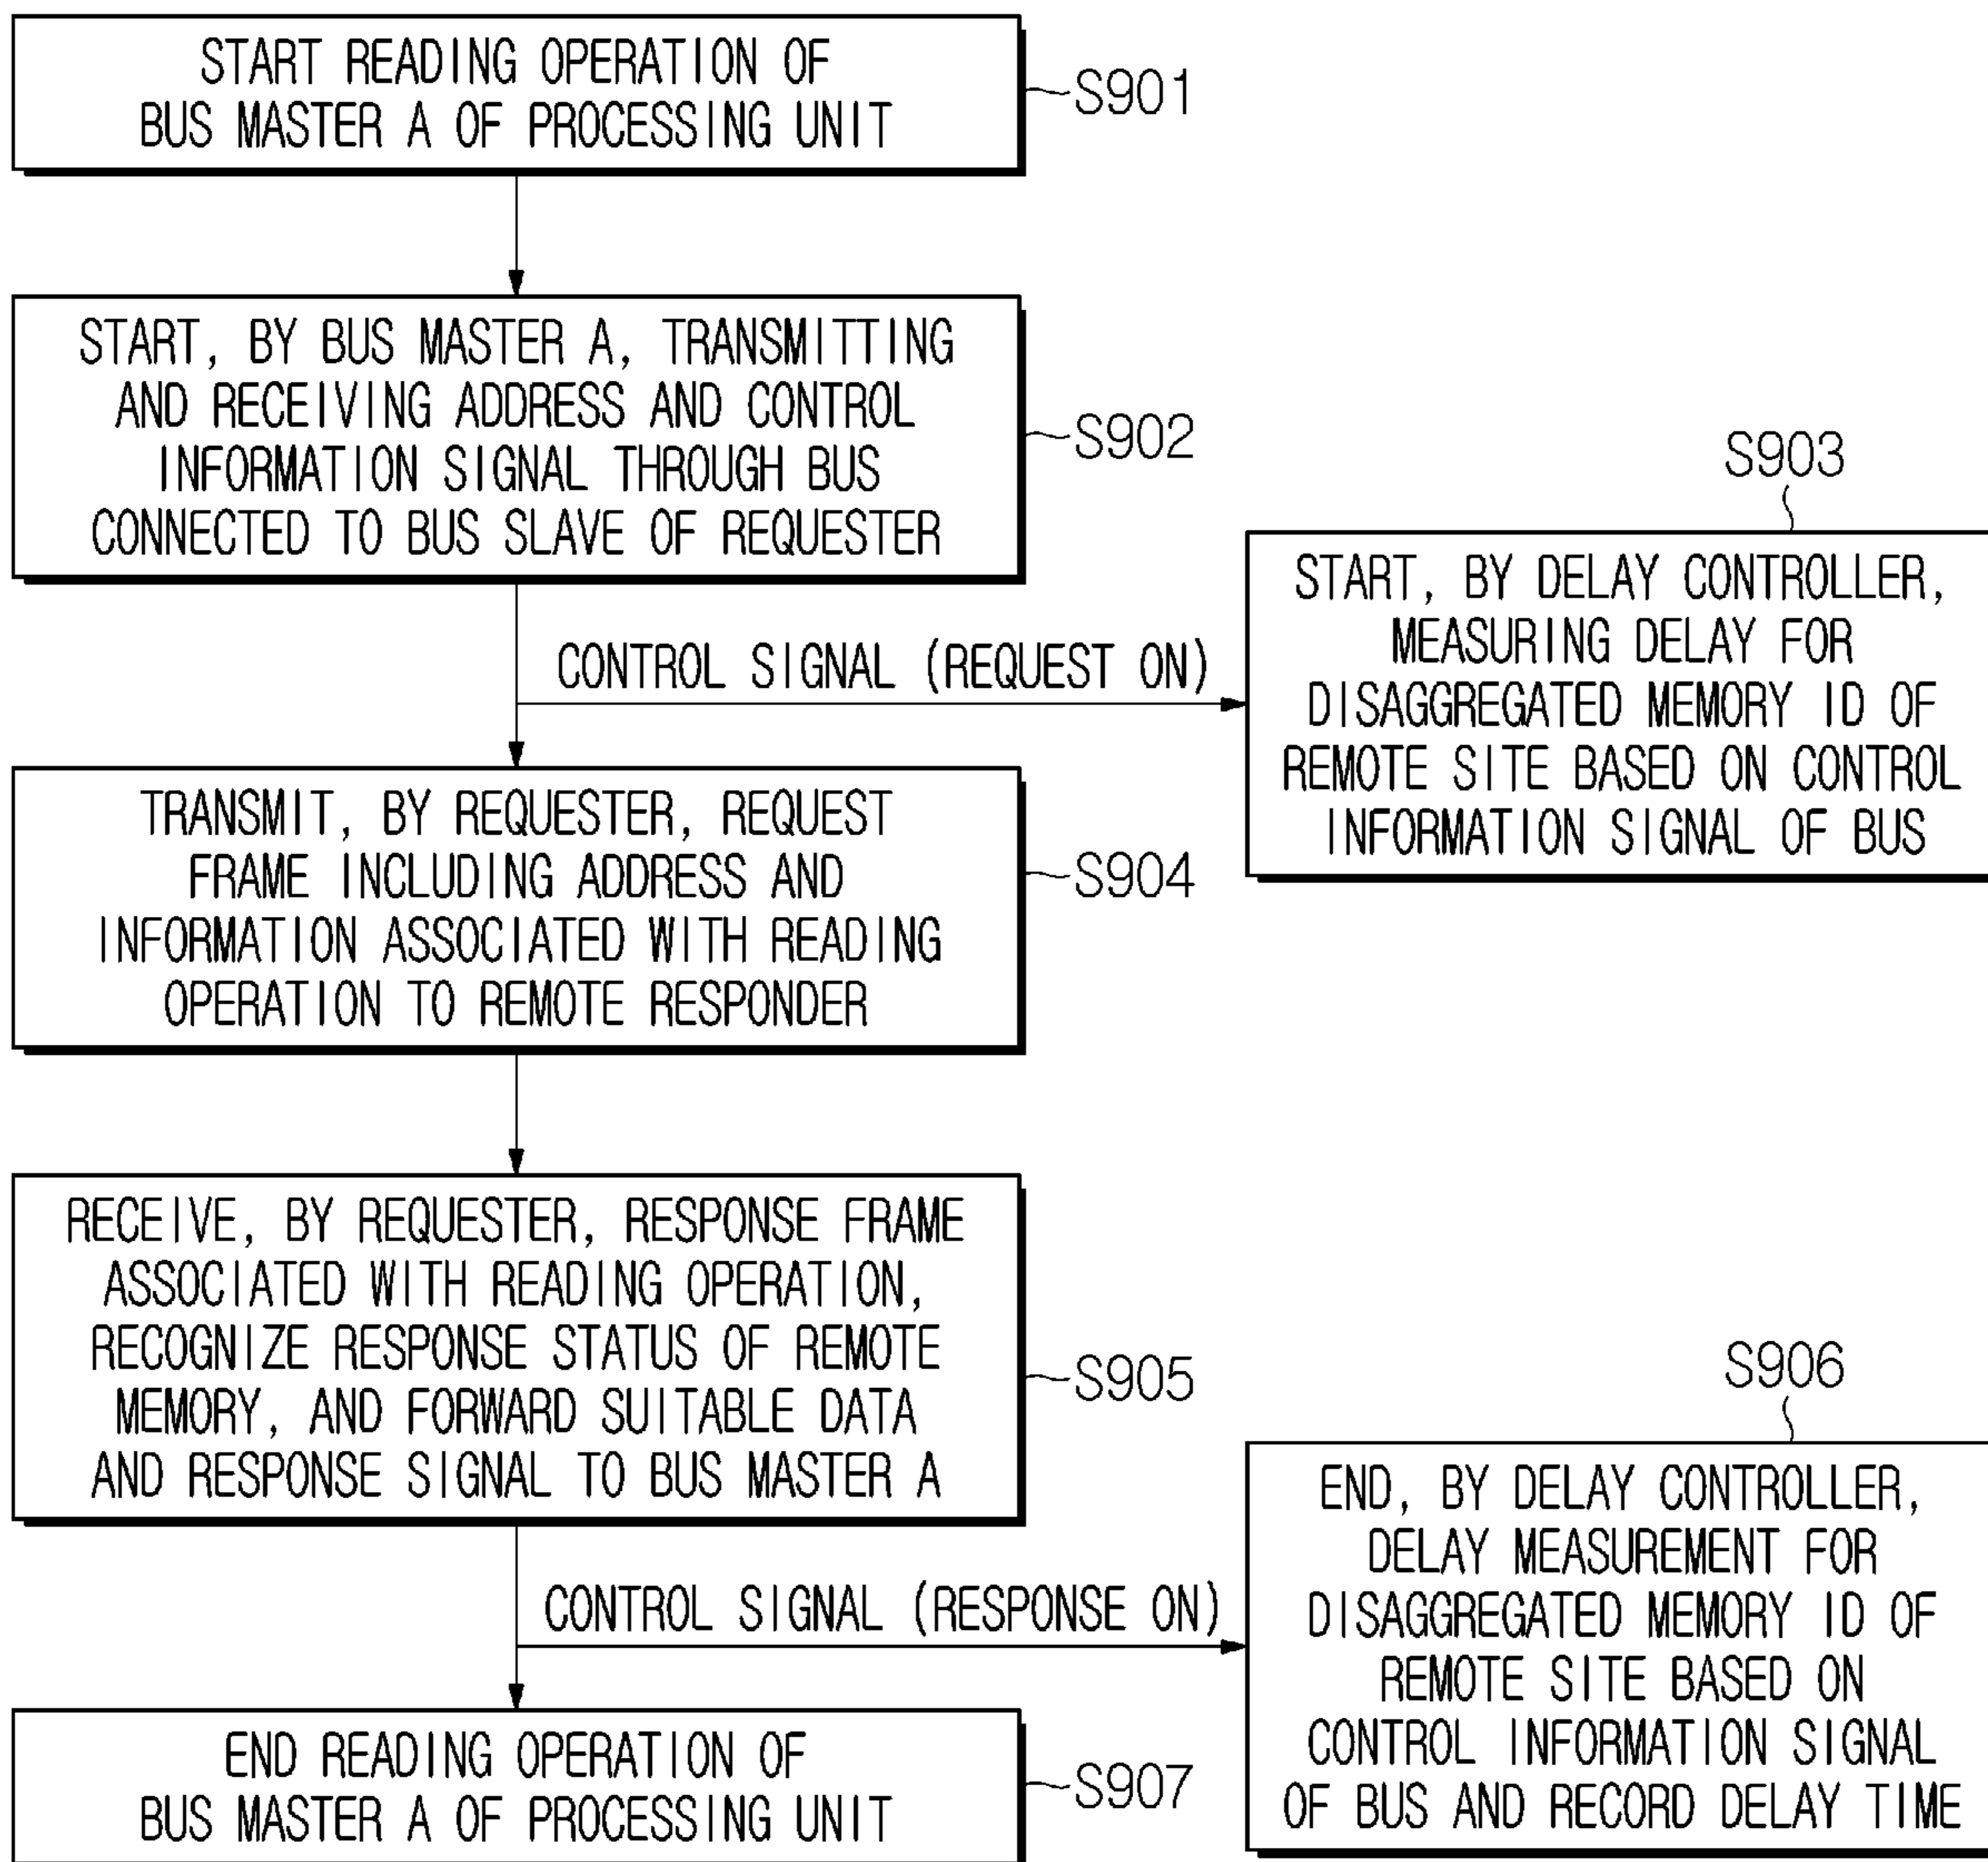 START READING OPERATION OF
BUS MASTER A OF PROCESSING UNIT
S901
START, BY BUS MASTER A, TRANSMITTING
AND RECEIVING ADDRESS AND CONTROL
INFORMATION SIGNAL THROUGH BUS
CONNECTED TO BUS SLAVE OF REQUESTER
S902
CONTROL SIGNAL (REQUEST ON)
S903
START, BY DELAY CONTROLLER,
MEASURING DELAY FOR
DISAGGREGATED MEMORY ID OF
REMOTE SITE BASED ON CONTROL
INFORMATION SIGNAL OF BUS
TRANSMIT, BY REQUESTER, REQUEST
FRAME INCLUDING ADDRESS AND
INFORMATION ASSOCIATED WITH READING
OPERATION TO REMOTE RESPONDER
S904
RECEIVE, BY REQUESTER, RESPONSE FRAME
ASSOCIATED WITH READING OPERATION,
RECOGNIZE RESPONSE STATUS OF REMOTE
MEMORY, AND FORWARD SUITABLE DATA
AND RESPONSE SIGNAL TO BUS MASTER A
S905
CONTROL SIGNAL (RESPONSE ON)
S906
END, BY DELAY CONTROLLER,
DELAY MEASUREMENT FOR
DISAGGREGATED MEMORY ID OF
REMOTE SITE BASED ON
CONTROL INFORMATION SIGNAL
OF BUS AND RECORD DELAY TIME
END READING OPERATION OF
BUS MASTER A OF PROCESSING UNIT
S907